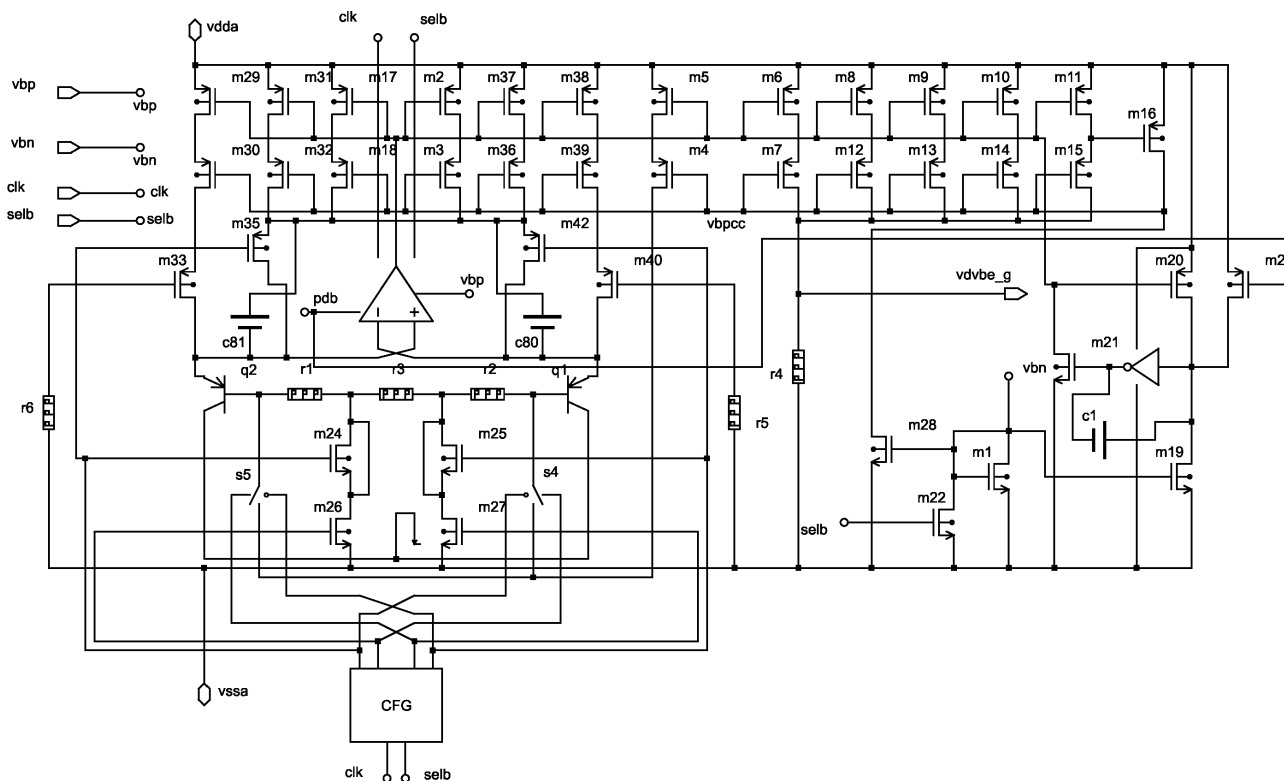 clk
selb
vdda
m29
m31
m17
m2
m37
m38
m5
m6
m8
m9
m10
m11
vbp
vbp
m16
vbn
vbn
m30
m32
m18
m3
m36
m39
m4
m7
m12
m13
m14
m15
clk
clk
selb
selb
m35
m42
vbpcc
m33
m40
m20
m2
vbp
vdvbe_g
pdb
c81
c80
m21
q2
r1
r3
r2
q1
r4
vbn
r6
r5
c1
m24
m25
m28
m1
m19
s5
s4
m26
m27
m22
selb
vssa
CFG
clk
selb